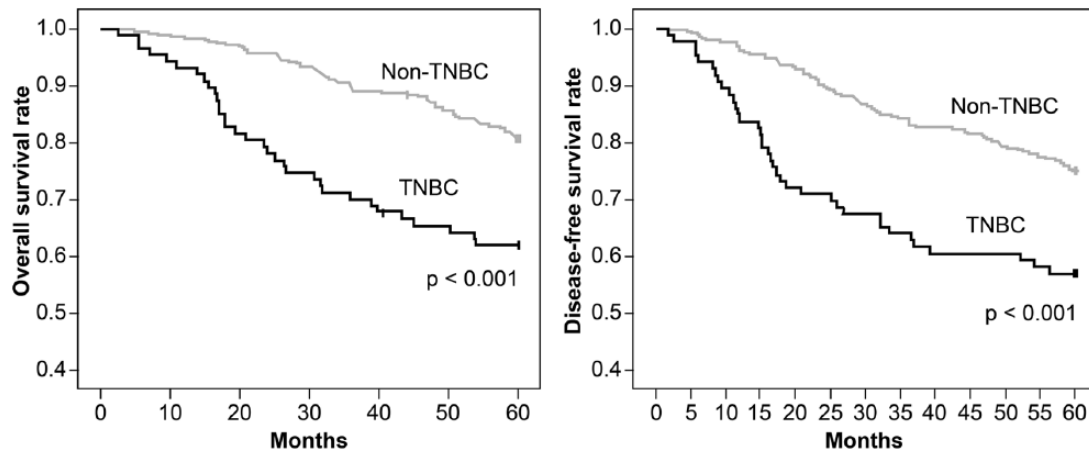 Overall survival rate
1.0
0.9
0.8
0.7
0.6
0.5
0.4
Non-TNBC
TNBC
p < 0.001
0 10 20 30 40 50 60
Months
Disease-free survival rate
1.0
0.9
0.8
0.7
0.6
0.5
0.4
Non-TNBC
TNBC
p < 0.001
0 5 10 15 20 25 30 35 40 45 50 55 60
Months